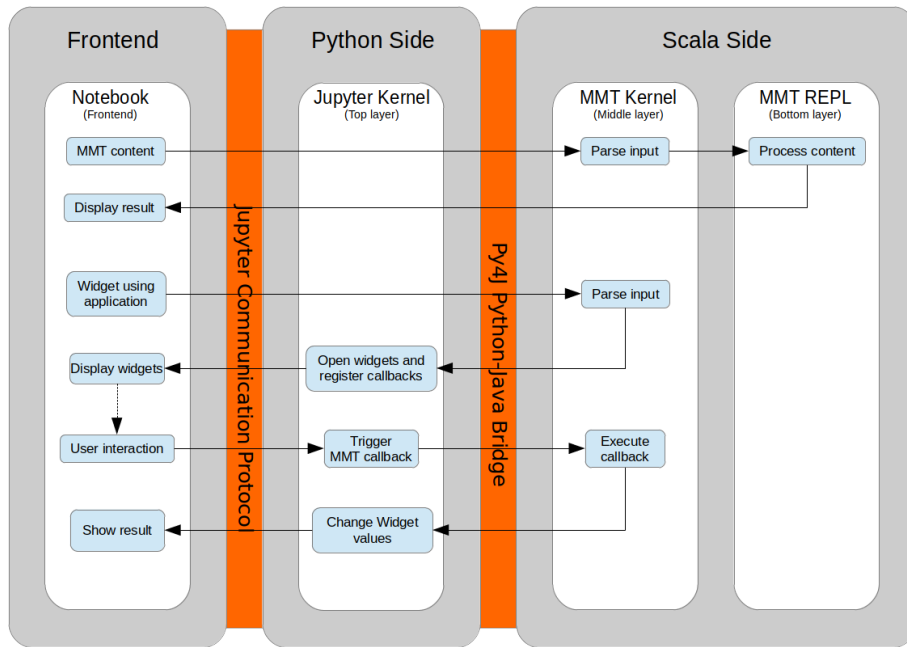 Frontend
Python Side
Scala Side
Notebook
(Frontend)
Jupyter Kernel
(Top layer)
MMT Kernel
(Middle layer)
MMT REPL
(Bottom layer)
MMT content
Parse input
Process content
Display result
Jupyter Communication Protocol
Py4J Python-Java Bridge
Widget using
application
Parse input
Display widgets
Open widgets and
register callbacks
User interaction
Trigger
MMT callback
Execute
callback
Show result
Change Widget
values